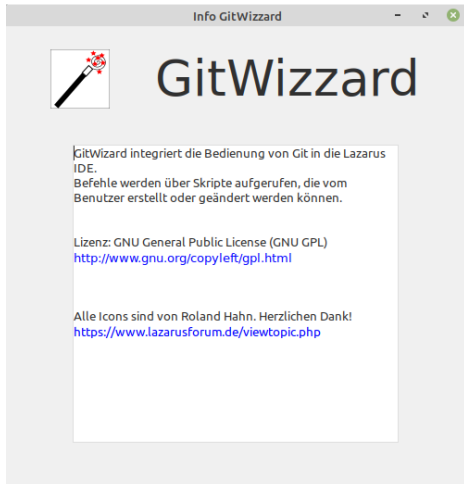 Info GitWizzard
GitWizzard
GitWizard integriert die Bedienung von Git in die Lazarus
IDE.
Befehle werden über Skripte aufgerufen, die vom
Benutzer erstellt oder geändert werden können.
Lizenz: GNU General Public License (GNU GPL)
http://www.gnu.org/copyleft/gpl.html
Alle Icons sind von Roland Hahn. Herzlichen Dank!
https://www.lazarusforum.de/viewtopic.php